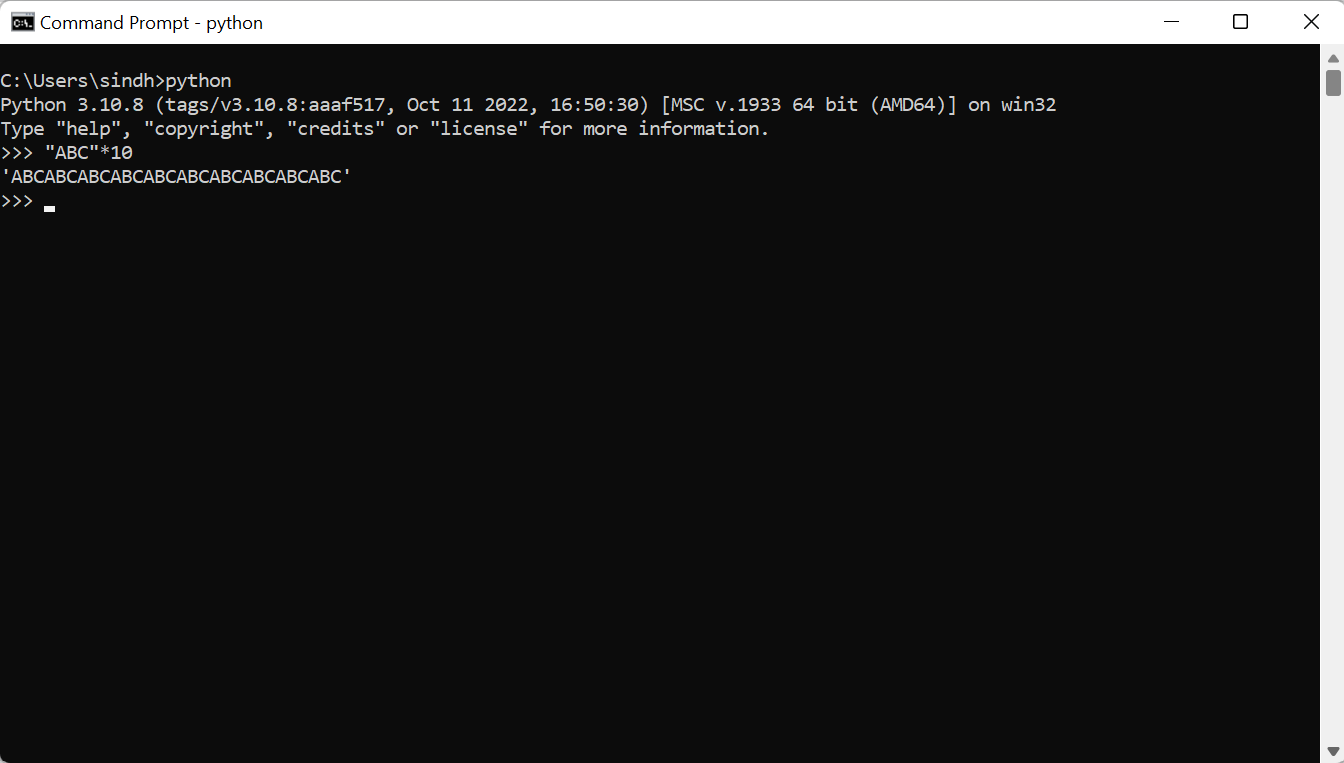 Command Prompt - python
C:\Users\sindh>python
Python 3.10.8 (tags/v3.10.8:aaaf517, Oct 11 2022, 16:50:30) [MSC v.1933 64 bit (AMD64)] on win32
Type "help", "copyright", "credits" or "license" for more information.
>>> "ABC"*10
'ABCABCABCABCABCABCABCABCABCABC'
>>>